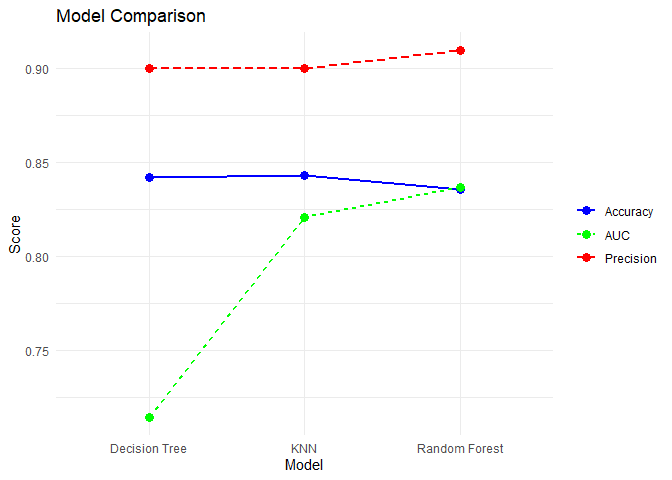 Model Comparison
0.90
0.85
0.80
0.75
Score
Decision Tree
KNN
Random Forest
Model
Accuracy
AUC
Precision